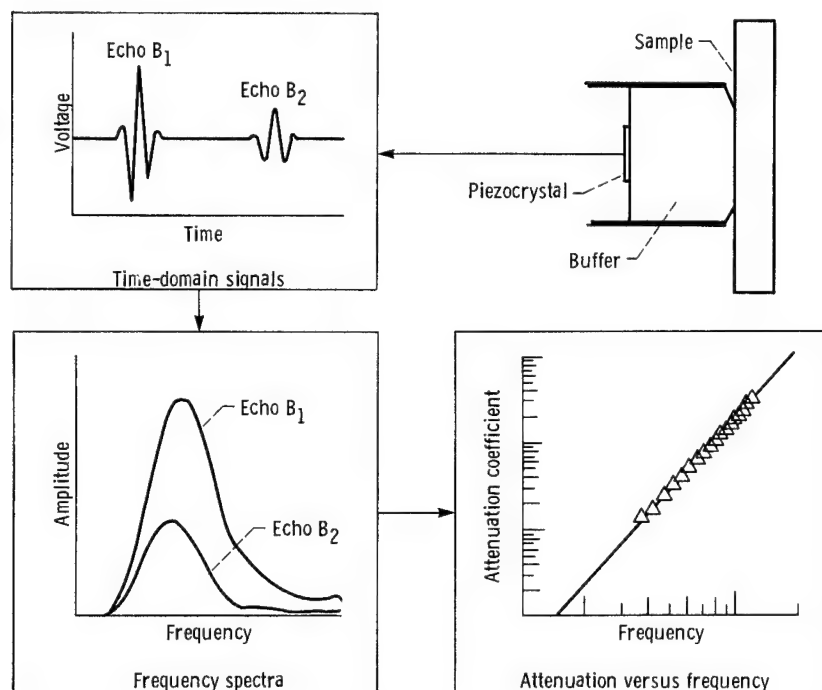 Echo B1
Echo B2
Voltage
Time
Time-domain signals
Sample
Piezocrystal
Buffer
Echo B1
Echo B2
Amplitude
Frequency
Frequency spectra
Attenuation coefficient
Frequency
Attenuation versus frequency